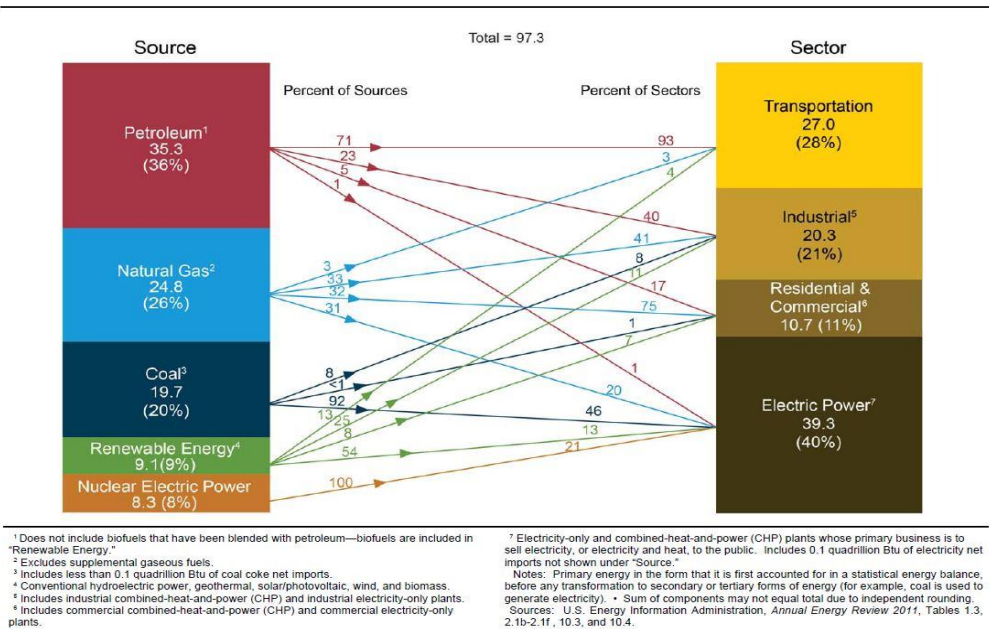 Total = 97.3
Source
Sector
Percent of Sources
Percent of Sectors
Petroleum¹
35.3
(36%)
Natural Gas²
24.8
(26%)
Coal³
19.7
(20%)
Renewable Energy⁴
9.1(9%)
Nuclear Electric Power
8.3 (8%)
71
23
5
1
3
33
32
31
8
<1
92
13
25
8
54
100
93
3
4
40
41
8
11
17
75
1
7
1
20
46
13
21
Transportation
27.0
(28%)
Industrial⁵
20.3
(21%)
Residential &
Commercial⁶
10.7 (11%)
Electric Power⁷
39.3
(40%)
¹ Does not include biofuels that have been blended with petroleum—biofuels are included in
"Renewable Energy."
² Excludes supplemental gaseous fuels.
³ Includes less than 0.1 quadrillion Btu of coal coke net imports.
⁴ Conventional hydroelectric power, geothermal, solar/photovoltaic, wind, and biomass.
⁵ Includes industrial combined-heat-and-power (CHP) and industrial electricity-only plants.
⁶ Includes commercial combined-heat-and-power (CHP) and commercial electricity-only
plants.
⁷ Electricity-only and combined-heat-and-power (CHP) plants whose primary business is to
sell electricity, or electricity and heat, to the public. Includes 0.1 quadrillion Btu of electricity net
imports not shown under "Source."
Notes: Primary energy in the form that it is first accounted for in a statistical energy balance,
before any transformation to secondary or tertiary forms of energy (for example, coal is used to
generate electricity). • Sum of components may not equal total due to independent rounding.
Sources: U.S. Energy Information Administration, Annual Energy Review 2011, Tables 1.3,
2.1b-2.1f , 10.3, and 10.4.